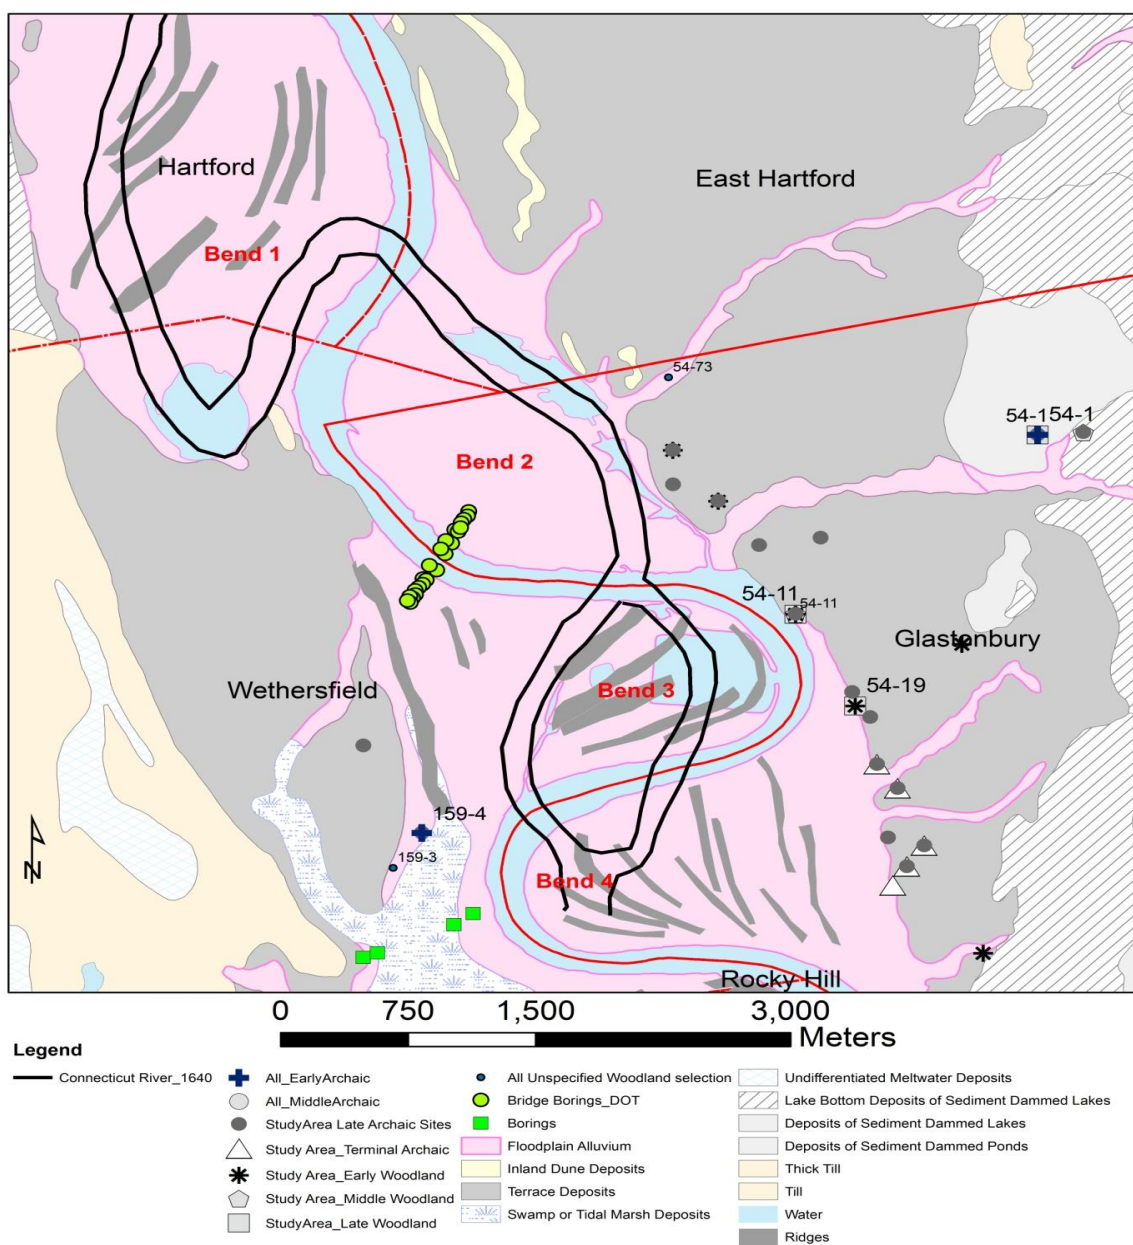 Hartford
East Hartford
Bend 1
54-73
54-1 54-1
Bend 2
54-11
54-11
Glastonbury
Wethersfield
Bend 3
54-19
159-4
159-3
Bend 4
N
Rocky Hill
0 750 1,500 3,000
Meters
Legend
Connecticut River_1640
All_EarlyArchaic
All_MiddleArchaic
StudyArea Late Archaic Sites
Study Area_Terminal Archaic
Study Area_Early Woodland
Study Area_Middle Woodland
StudyArea_Late Woodland
All Unspecified Woodland selection
Bridge Borings_DOT
Borings
Floodplain Alluvium
Inland Dune Deposits
Terrace Deposits
Swamp or Tidal Marsh Deposits
Undifferentiated Meltwater Deposits
Lake Bottom Deposits of Sediment Dammed Lakes
Deposits of Sediment Dammed Lakes
Deposits of Sediment Dammed Ponds
Thick Till
Till
Water
Ridges